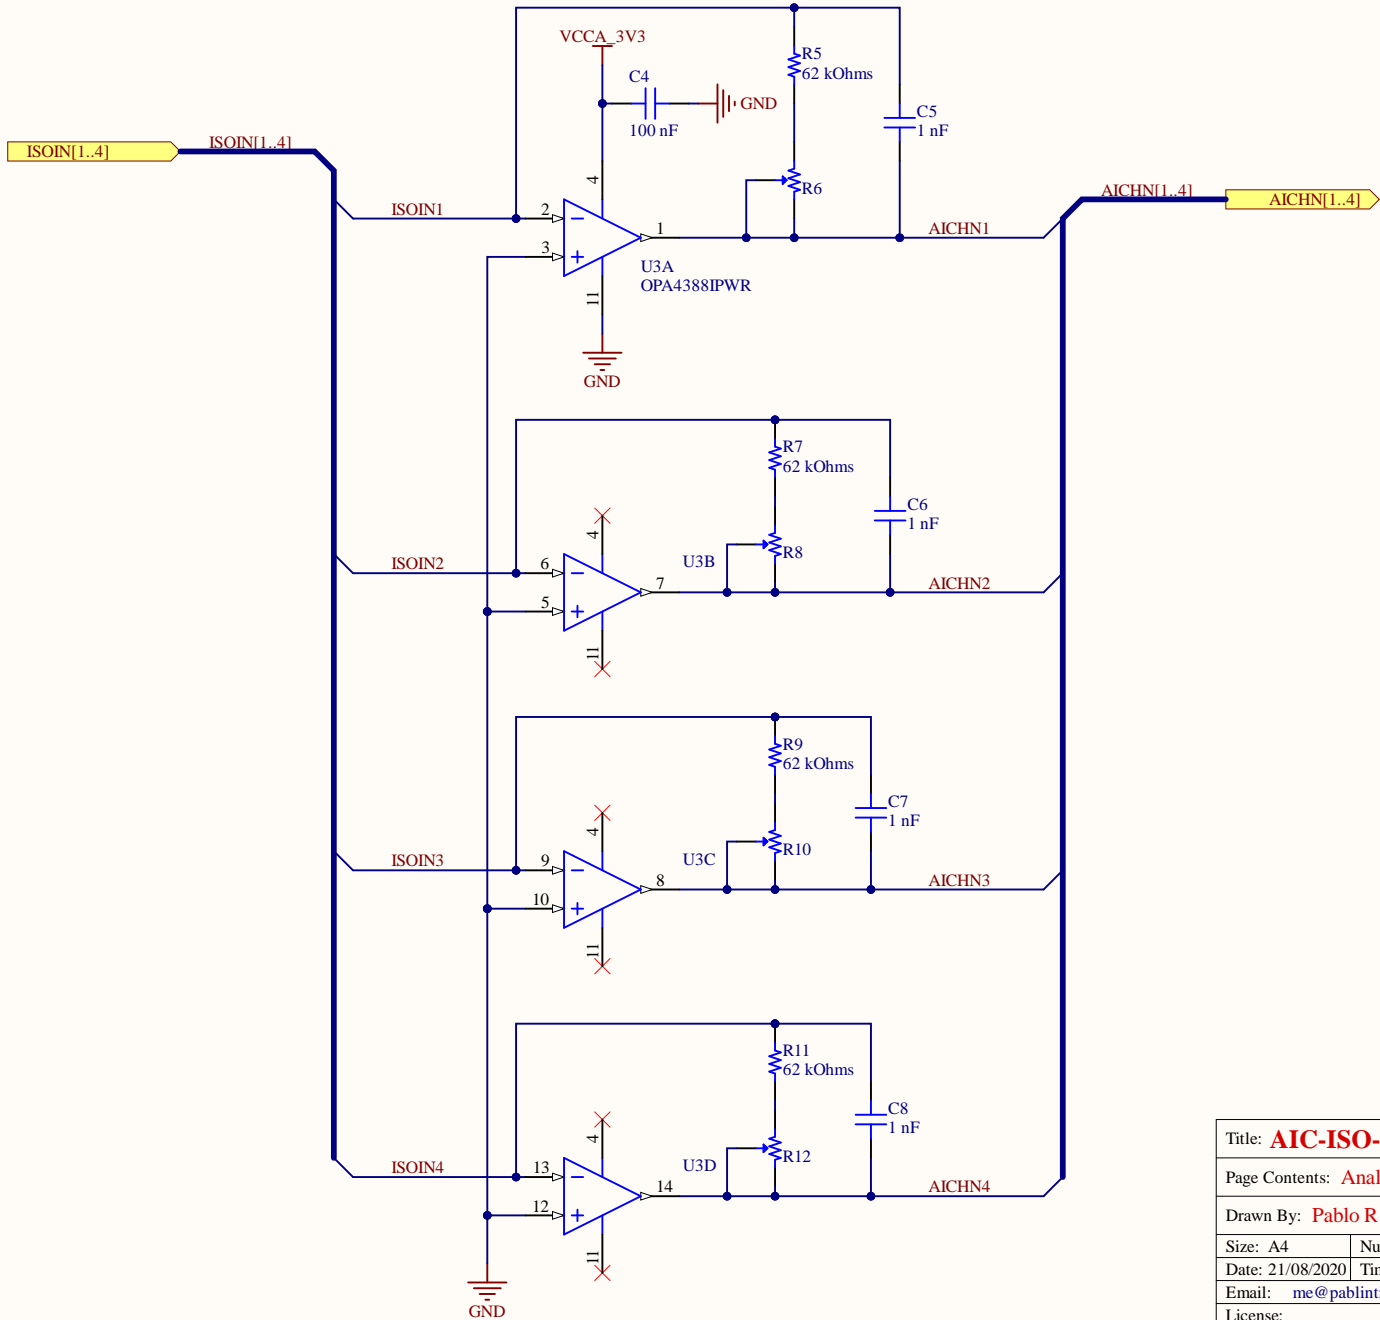 VCCA_3V3
R5
62 kOhms
C4
GND
100 nF
C5
1 nF
ISOIN[1..4]
ISOIN[1..4]
4
R6
AICHN[1..4]
AICHN[1..4]
ISOIN1
2
1
AICHN1
3
U3A
OPA4388IPWR
11
GND
R7
62 kOhms
C6
1 nF
4
R8
U3B
ISOIN2
6
7
AICHN2
5
11
R9
62 kOhms
C7
1 nF
4
R10
U3C
ISOIN3
9
8
AICHN3
10
11
R11
62 kOhms
C8
1 nF
4
R12
U3D
ISOIN4
13
14
AICHN4
12
11
GND
Title: AIC-ISO-
Page Contents: Anal
Drawn By: Pablo R
Size: A4 Nu
Date: 21/08/2020
Email: me@pablint
License: